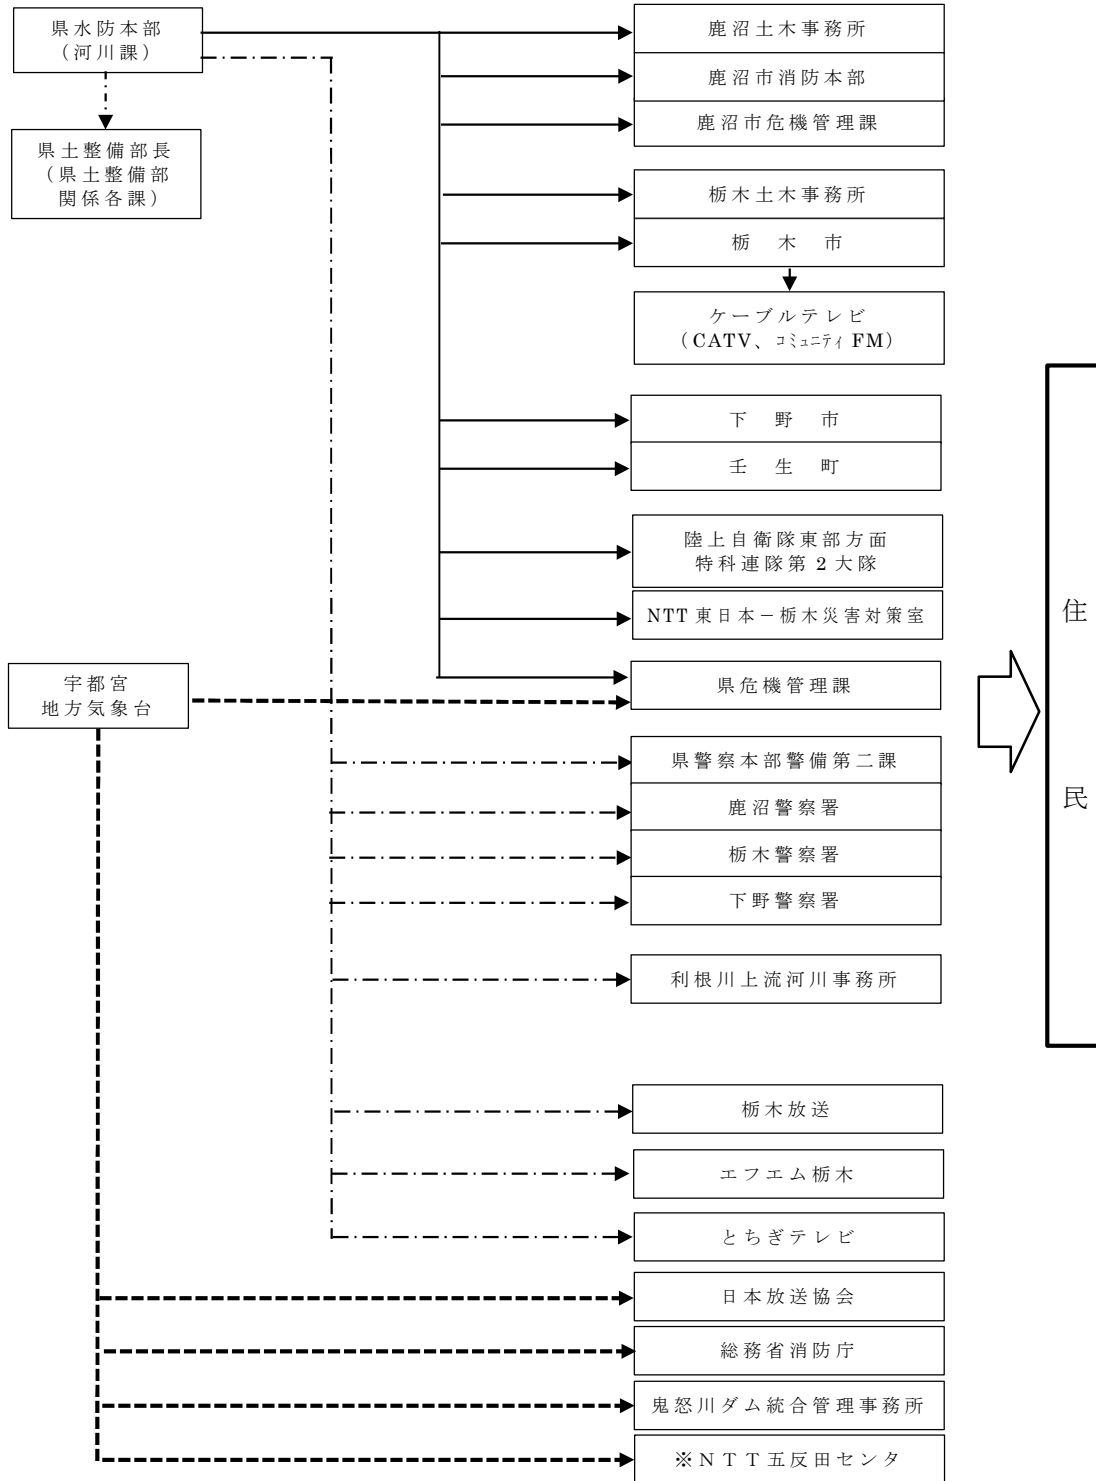 県水防本部
（河川課）
県土整備部長
（県土整備部
関係各課）
鹿沼土木事務所
鹿沼市消防本部
鹿沼市危機管理課
栃木土木事務所
栃　木　市
ケーブルテレビ
（CATV、コミュニティ FM）
下　野　市
壬　生　町
陸上自衛隊東部方面
特科連隊第 2 大隊
NTT 東日本－栃木災害対策室
宇都宮
地方気象台
県危機管理課
県警察本部警備第二課
鹿沼警察署
栃木警察署
下野警察署
利根川上流河川事務所
栃木放送
エフエム栃木
とちぎテレビ
日本放送協会
総務省消防庁
鬼怒川ダム統合管理事務所
※ＮＴＴ五反田センタ
住
民